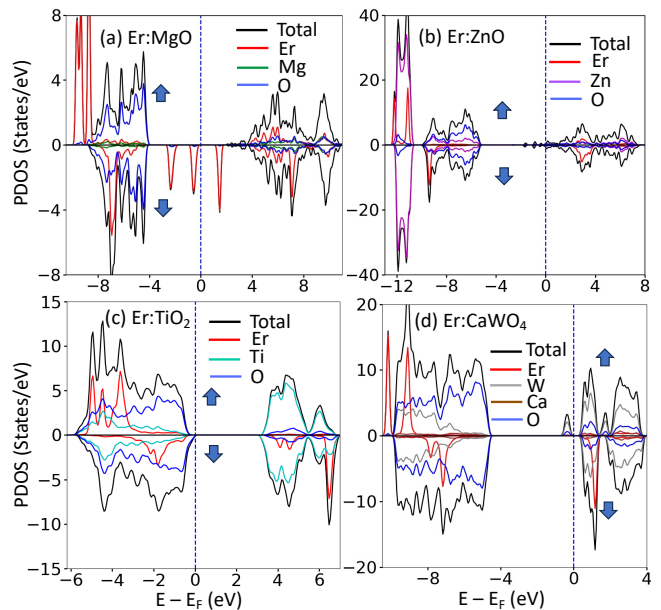 (a) Er:MgO
Total
Er
Mg
O
PDOS (States/eV)
8
4
0
−4
−8
−8
−4
0
4
8
(b) Er:ZnO
Total
Er
Zn
O
40
20
0
−20
−40
−12
−8
−4
0
4
8
(c) Er:TiO₂
Total
Er
Ti
O
PDOS (States/eV)
15
10
5
0
−5
−10
−15
−6
−4
−2
0
2
4
6
E − E_F (eV)
(d) Er:CaWO₄
Total
Er
W
Ca
O
20
10
0
−10
−20
−8
−4
0
4
E − E_F (eV)